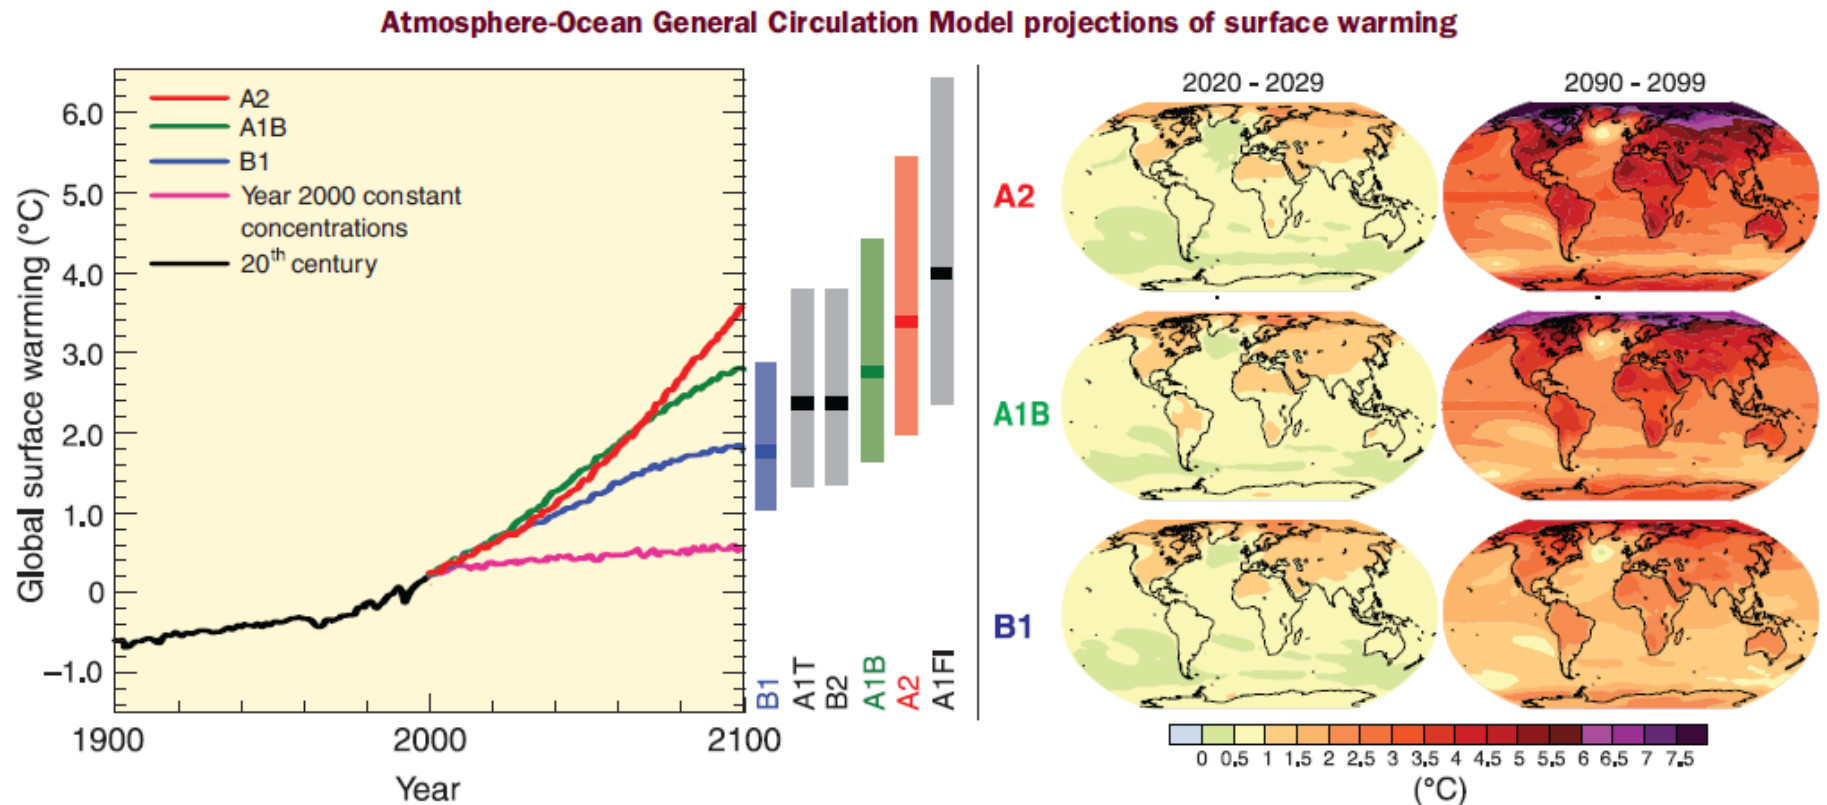 Atmosphere-Ocean General Circulation Model projections of surface warming
A2
A1B
B1
Year 2000 constant
concentrations
20th century
Global surface warming (°C)
6.0
5.0
4.0
3.0
2.0
1.0
0
−1.0
1900
2000
2100
Year
B1
A1T
B2
A1B
A2
A1FI
2020 - 2029
2090 - 2099
A2
A1B
B1
0 0,5 1 1,5 2 2,5 3 3,5 4 4,5 5 5,5 6 6,5 7 7,5
(°C)